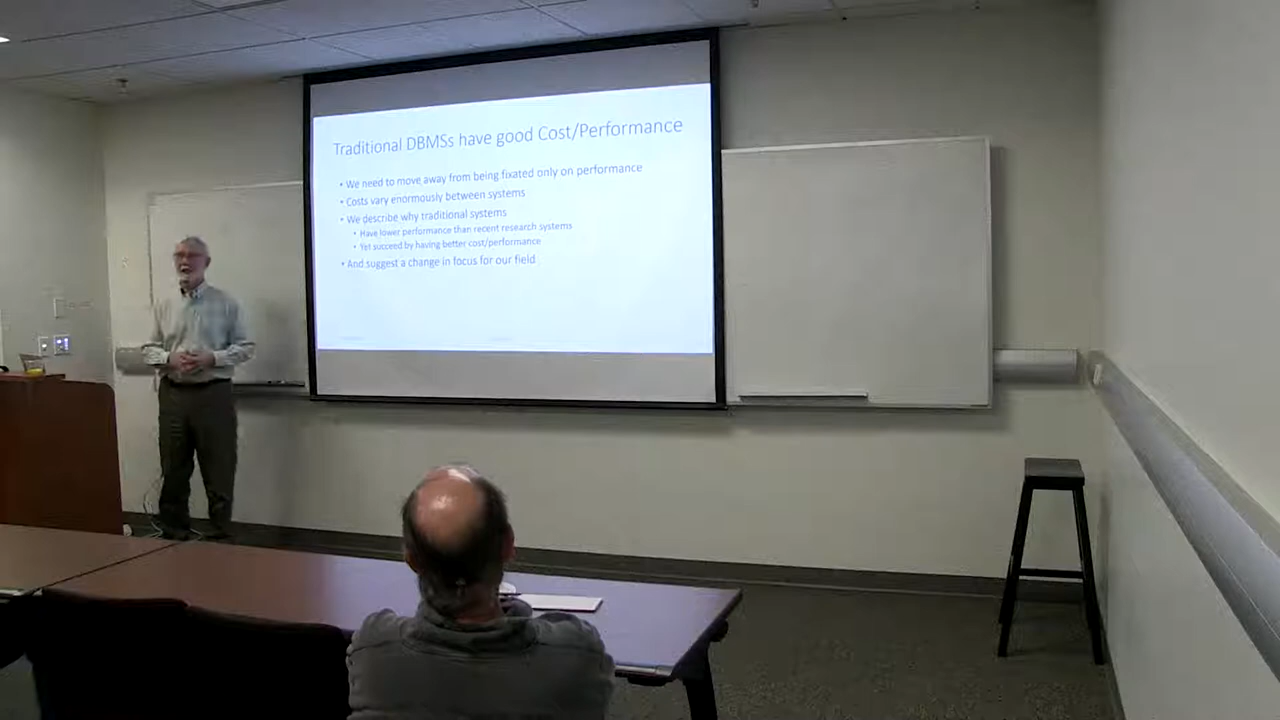 Traditional DBMSs have good Cost/Performance
• We need to move away from being fixated only on performance
• Costs vary enormously between systems
• We describe why traditional systems
• Have lower performance than recent research systems
• Yet succeed by having better cost/performance
• And suggest a change in focus for our field